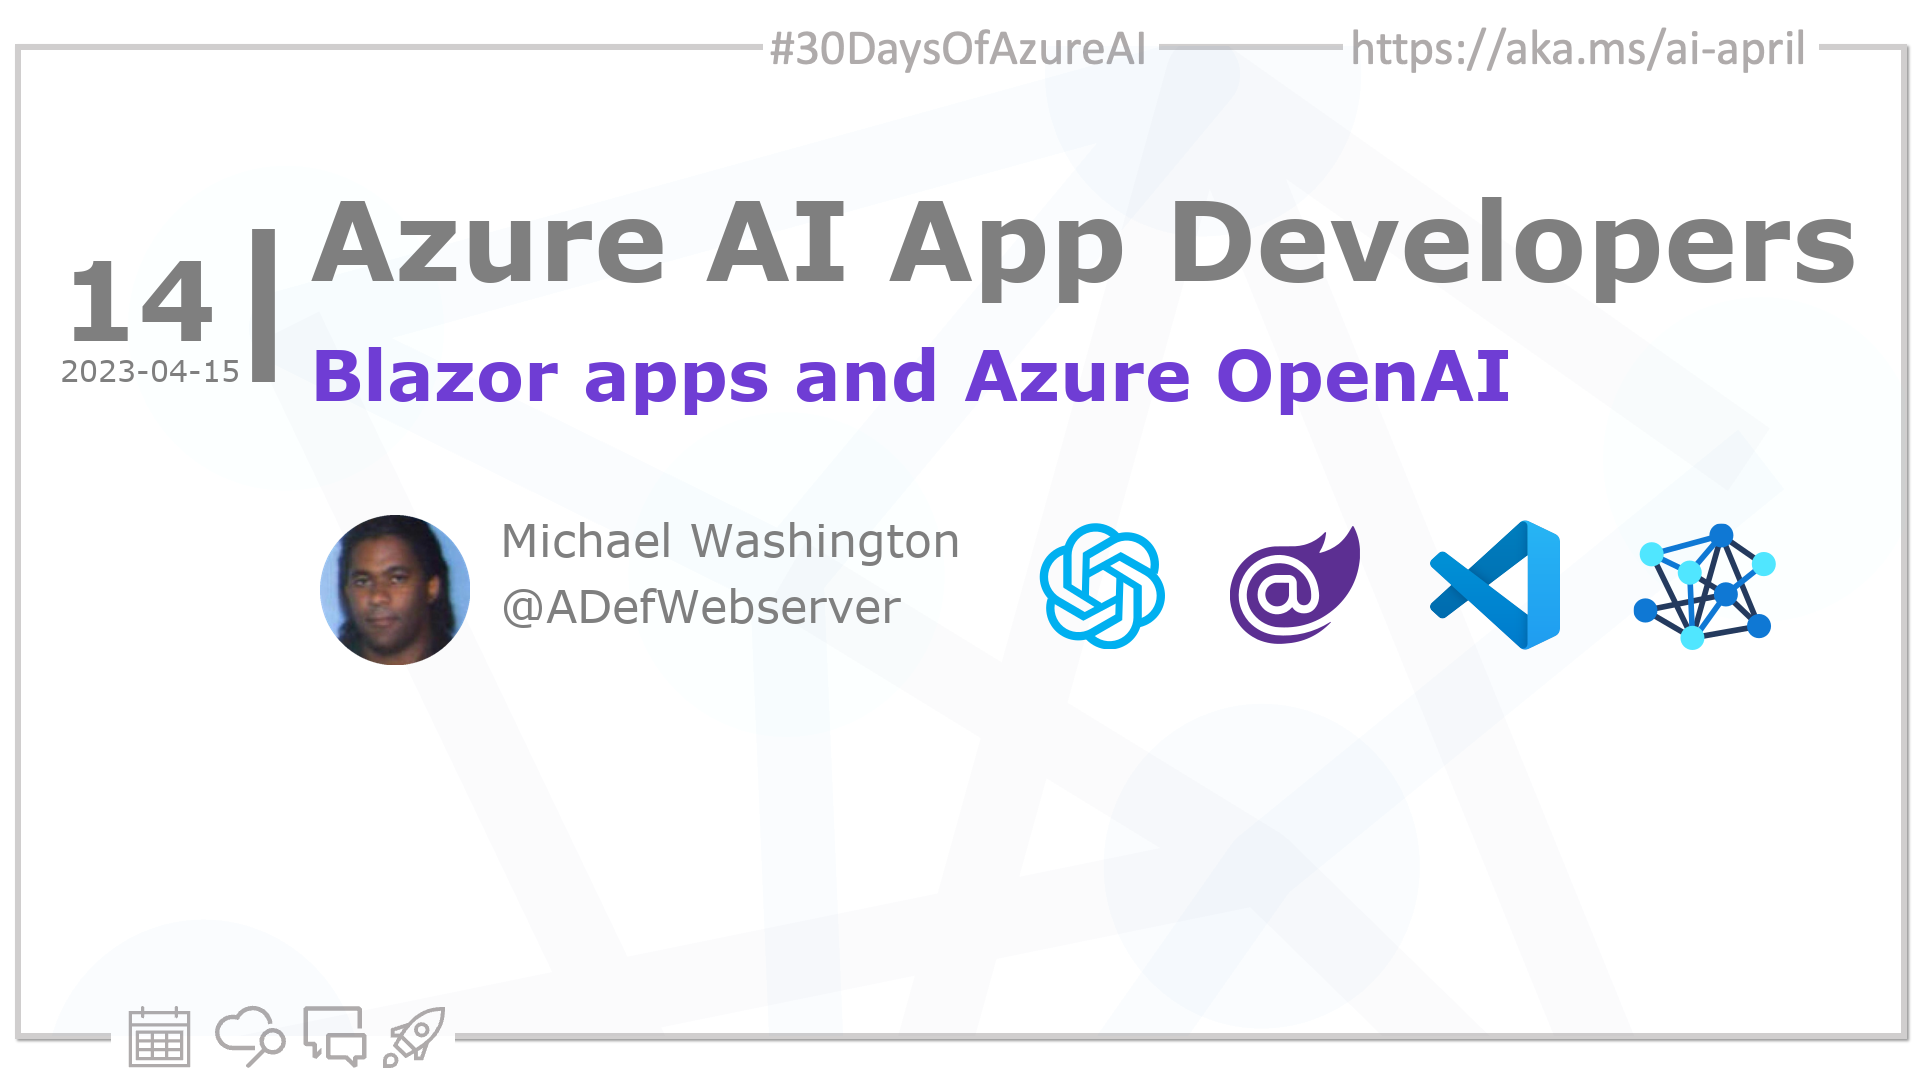 #30DaysOfAzureAI
https://aka.ms/ai-april
Azure AI App Developers
14
2023-04-15
Blazor apps and Azure OpenAI
Michael Washington
@ADefWebserver
@